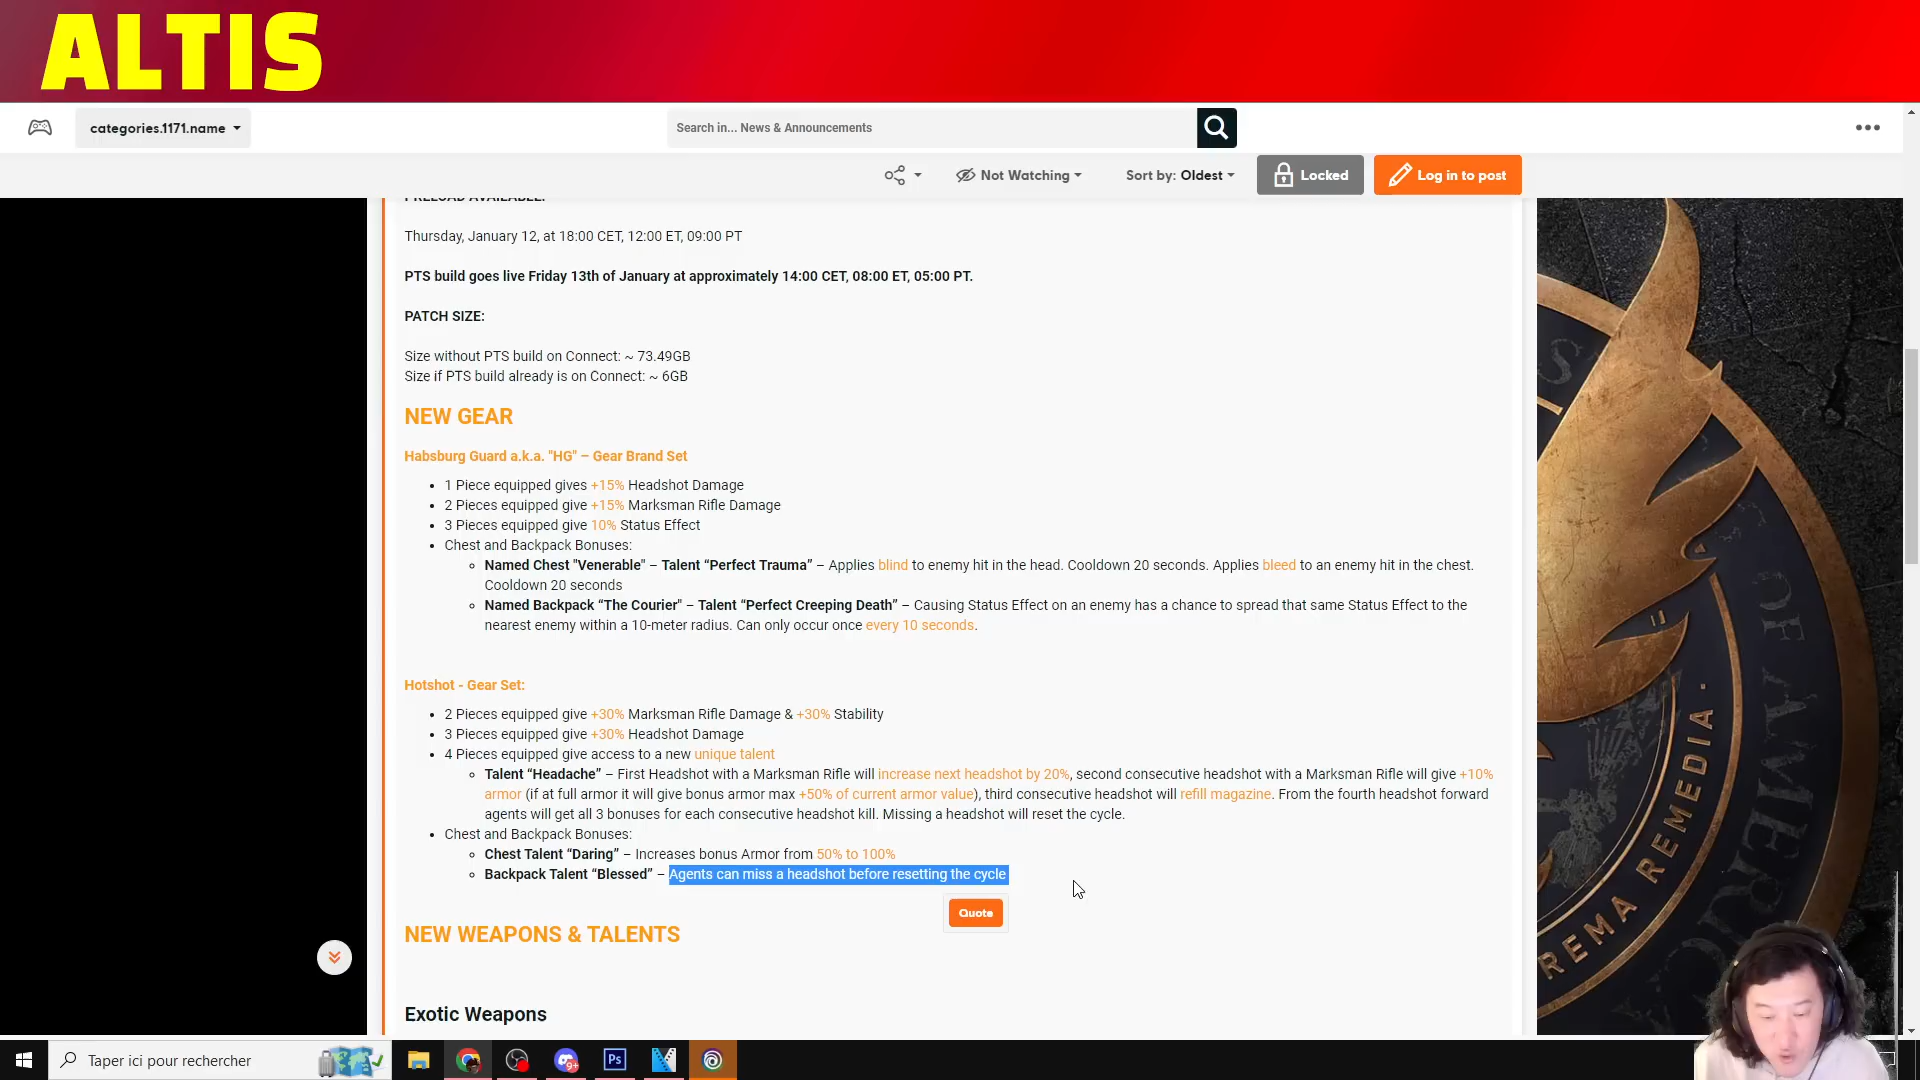 ALTIS
categories.1171.name
Search in... News & Announcements
Not Watching
Sort by: Oldest
Locked
Log in to post
PRELOAD AVAILABLE:
Thursday, January 12, at 18:00 CET, 12:00 ET, 09:00 PT
PTS build goes live Friday 13th of January at approximately 14:00 CET, 08:00 ET, 05:00 PT.
PATCH SIZE:
Size without PTS build on Connect: ~ 73.49GB
Size if PTS build already is on Connect: ~ 6GB
NEW GEAR
Habsburg Guard a.k.a. "HG" – Gear Brand Set
• 1 Piece equipped gives +15% Headshot Damage
• 2 Pieces equipped give +15% Marksman Rifle Damage
• 3 Pieces equipped give 10% Status Effect
• Chest and Backpack Bonuses:
◦ Named Chest "Venerable" – Talent “Perfect Trauma” – Applies blind to enemy hit in the head. Cooldown 20 seconds. Applies bleed to an enemy hit in the chest.
Cooldown 20 seconds
◦ Named Backpack “The Courier" – Talent “Perfect Creeping Death” – Causing Status Effect on an enemy has a chance to spread that same Status Effect to the
nearest enemy within a 10-meter radius. Can only occur once every 10 seconds.
Hotshot - Gear Set:
• 2 Pieces equipped give +30% Marksman Rifle Damage & +30% Stability
• 3 Pieces equipped give +30% Headshot Damage
• 4 Pieces equipped give access to a new unique talent
◦ Talent “Headache” – First Headshot with a Marksman Rifle will increase next headshot by 20%, second consecutive headshot with a Marksman Rifle will give +10%
armor (if at full armor it will give bonus armor max +50% of current armor value), third consecutive headshot will refill magazine. From the fourth headshot forward
agents will get all 3 bonuses for each consecutive headshot kill. Missing a headshot will reset the cycle.
• Chest and Backpack Bonuses:
◦ Chest Talent “Daring” – Increases bonus Armor from 50% to 100%
◦ Backpack Talent “Blessed” – Agents can miss a headshot before resetting the cycle
Quote
NEW WEAPONS & TALENTS
Exotic Weapons
OF
REMA REMEDIA
Taper ici pour rechercher
Ps
9+